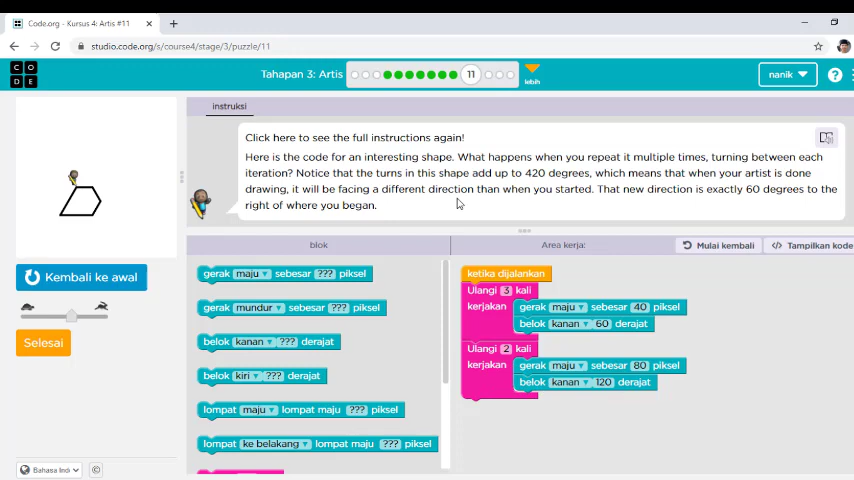 Code.org - Kursus 4: Artis #11
studio.code.org/s/course4/stage/3/puzzle/11
C O
D E
Tahapan 3: Artis
11
lebih
nanik
?
instruksi
Click here to see the full instructions again!
Here is the code for an interesting shape. What happens when you repeat it multiple times, turning between each
iteration? Notice that the turns in this shape add up to 420 degrees, which means that when your artist is done
drawing, it will be facing a different direction than when you started. That new direction is exactly 60 degrees to the
right of where you began.
blok
Area kerja:
Mulai kembali
</> Tampilkan kode
Kembali ke awal
Selesai
gerak maju sebesar ??? piksel
gerak mundur sebesar ??? piksel
belok kanan ??? derajat
belok kiri ??? derajat
lompat maju lompat maju ??? piksel
lompat ke belakang lompat maju ??? piksel
ketika dijalankan
Ulangi 3 kali
kerjakan gerak maju sebesar 40 piksel
belok kanan 60 derajat
Ulangi 2 kali
kerjakan gerak maju sebesar 80 piksel
belok kanan 120 derajat
Bahasa Ind
©